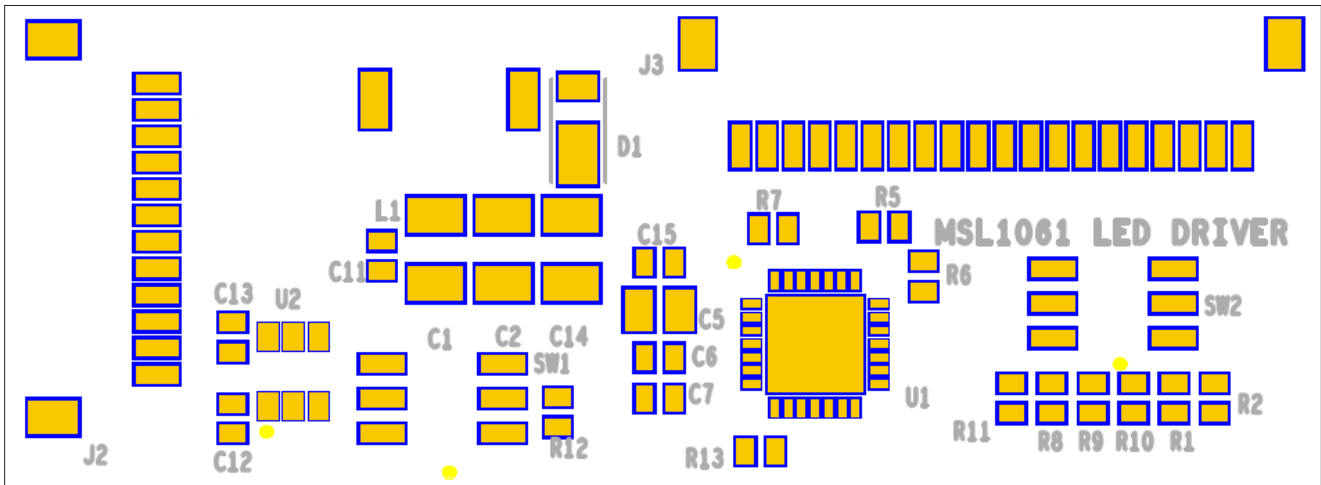 J3
D1
R7
R5
L1
MSL1061 LED DRIVER
C15
C11
R6
C13
U2
SW2
C5
C1
C2
C14
C6
SW1
C7
U1
R2
R11
R8
R9
R10
R1
R12
J2
C12
R13